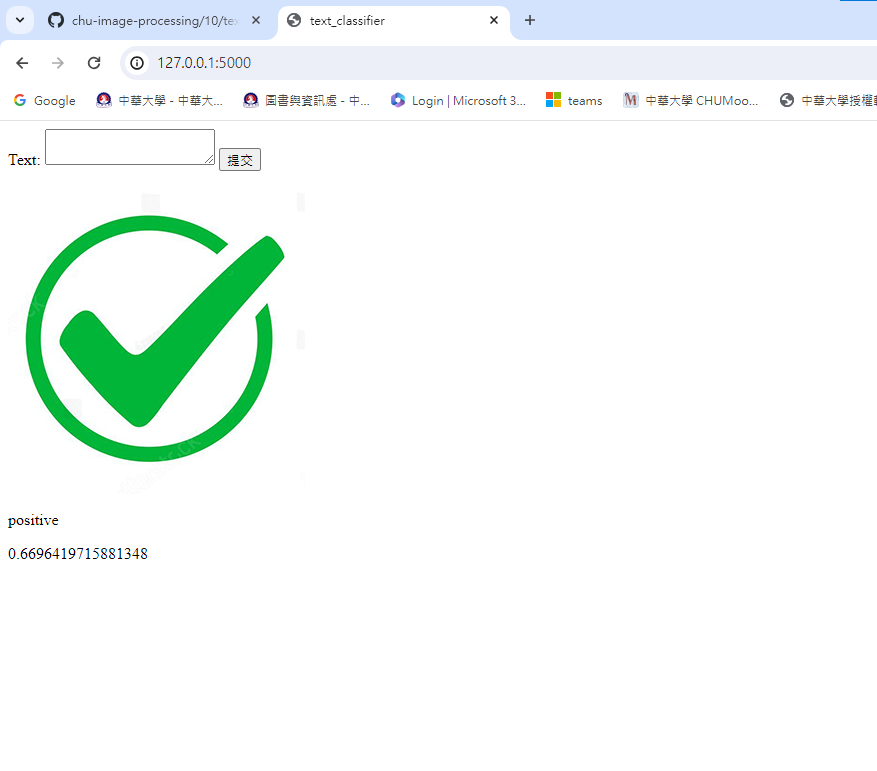 chu-image-processing/10/te
text_classifier
127.0.0.1:5000
Google 中華大學 - 中華大... 圖書與資訊處 - 中... Login | Microsoft 3... teams 中華大學 CHUMoo... 中華大學授權
Text: 提交
positive
0.6696419715881348